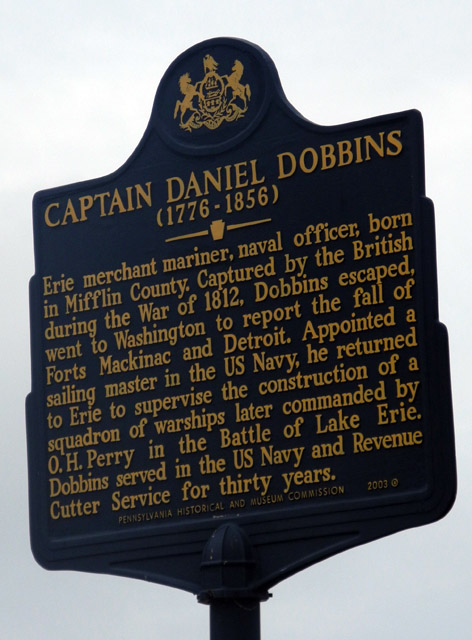 CAPTAIN DANIEL DOBBINS
(1776-1856)
Erie merchant mariner, naval officer, born
in Mifflin County. Captured by the British
during the War of 1812, Dobbins escaped,
went to Washington to report the fall of
Forts Mackinac and Detroit. Appointed a
sailing master in the US Navy, he returned
to Erie to supervise the construction of a
squadron of warships later commanded by
O.H. Perry in the Battle of Lake Erie.
Dobbins served in the US Navy and Revenue
Cutter Service for thirty years.
PENNSYLVANIA HISTORICAL AND MUSEUM COMMISSION 2003